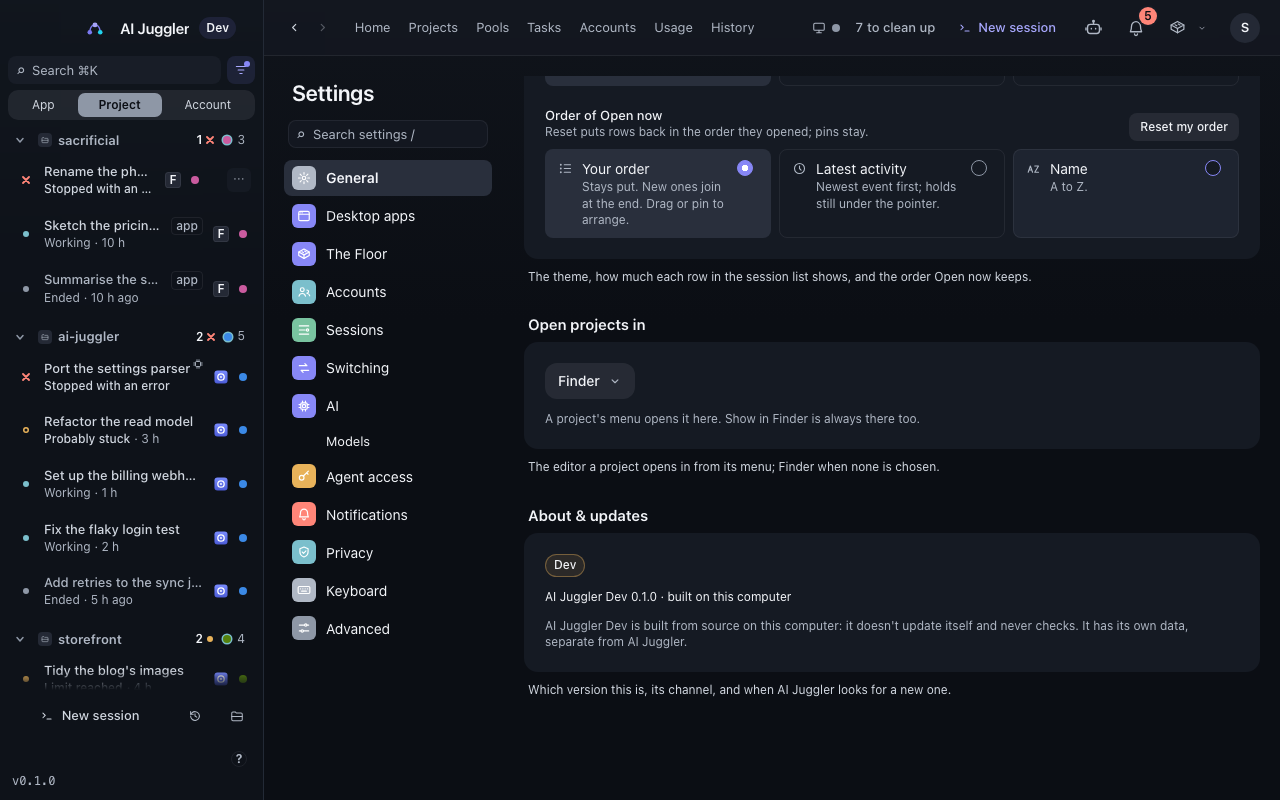 AI Juggler Dev
Search ⌘K
App Project Account
sacrificial 1 3
Rename the ph...
Stopped with an ... F
Sketch the pricin... app
Working · 10 h F
Summarise the s... app
Ended · 10 h ago F
ai-juggler 2 5
Port the settings parser
Stopped with an error
Refactor the read model
Probably stuck · 3 h
Set up the billing webh...
Working · 1 h
Fix the flaky login test
Working · 2 h
Add retries to the sync j...
Ended · 5 h ago
storefront 2 4
Tidy the blog's images
Limit reached · 4 h
New session
?
v0.1.0
Home Projects Pools Tasks Accounts Usage History
7 to clean up
New session
5
S
Settings
Search settings /
General
Desktop apps
The Floor
Accounts
Sessions
Switching
AI
Models
Agent access
Notifications
Privacy
Keyboard
Advanced
Order of Open now
Reset puts rows back in the order they opened; pins stay.
Reset my order
Your order
Stays put. New ones join
at the end. Drag or pin to
arrange.
Latest activity
Newest event first; holds
still under the pointer.
AZ Name
A to Z.
The theme, how much each row in the session list shows, and the order Open now keeps.
Open projects in
Finder
A project's menu opens it here. Show in Finder is always there too.
The editor a project opens in from its menu; Finder when none is chosen.
About & updates
Dev
AI Juggler Dev 0.1.0 · built on this computer
AI Juggler Dev is built from source on this computer: it doesn't update itself and never checks. It has its own data,
separate from AI Juggler.
Which version this is, its channel, and when AI Juggler looks for a new one.